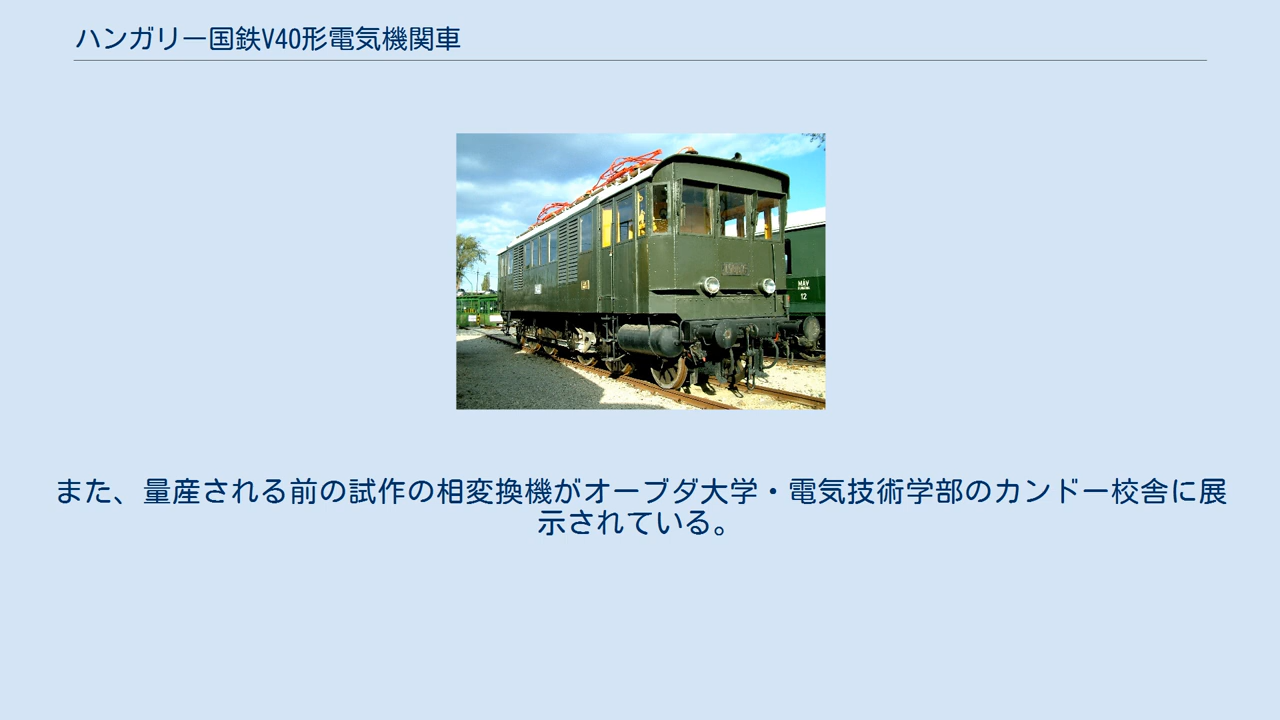 ハンガリー国鉄V40形電気機関車
MÁV
12
また、量産される前の試作の相変換機がオーブダ大学・電気技術学部のカンドー校舎に展
示されている。